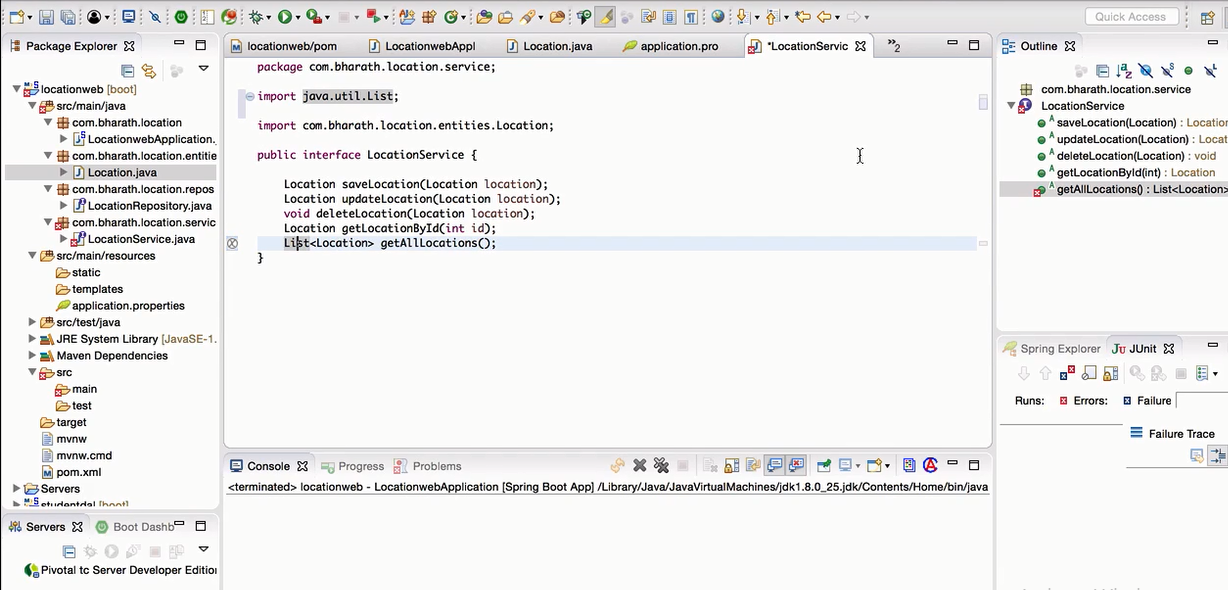 Quick Access
Package Explorer
locationweb [boot]
src/main/java
com.bharath.location
LocationwebApplication.
com.bharath.location.entitie
Location.java
com.bharath.location.repos
LocationRepository.java
com.bharath.location.servic
LocationService.java
src/main/resources
static
templates
application.properties
src/test/java
JRE System Library [JavaSE-1.
Maven Dependencies
src
main
test
target
mvnw
mvnw.cmd
pom.xml
Servers
Servers Boot Dashb
Pivotal tc Server Developer Edition
locationweb/pom LocationwebAppl Location.java application.pro *LocationServic »2
package com.bharath.location.service;
import java.util.List;
import com.bharath.location.entities.Location;
public interface LocationService {
Location saveLocation(Location location);
Location updateLocation(Location location);
void deleteLocation(Location location);
Location getLocationById(int id);
List<Location> getAllLocations();
}
Console Progress Problems
<terminated> locationweb - LocationwebApplication [Spring Boot App] /Library/Java/JavaVirtualMachines/jdk1.8.0_25.jdk/Contents/Home/bin/java
Outline
com.bharath.location.service
LocationService
saveLocation(Location) : Locatio
updateLocation(Location) : Locat
deleteLocation(Location) : void
getLocationById(int) : Location
getAllLocations() : List<Location>
Spring Explorer JUnit
Runs: Errors: Failure
Failure Trace